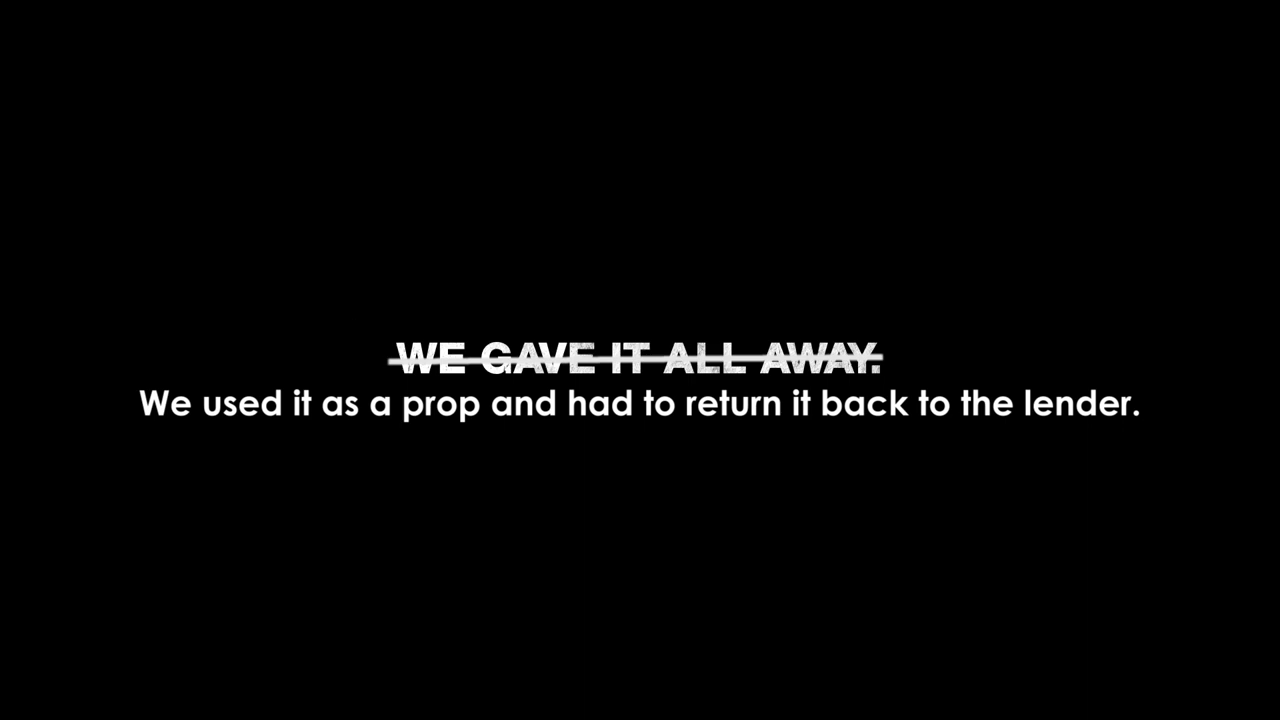 WE GAVE IT ALL AWAY.
We used it as a prop and had to return it back to the lender.